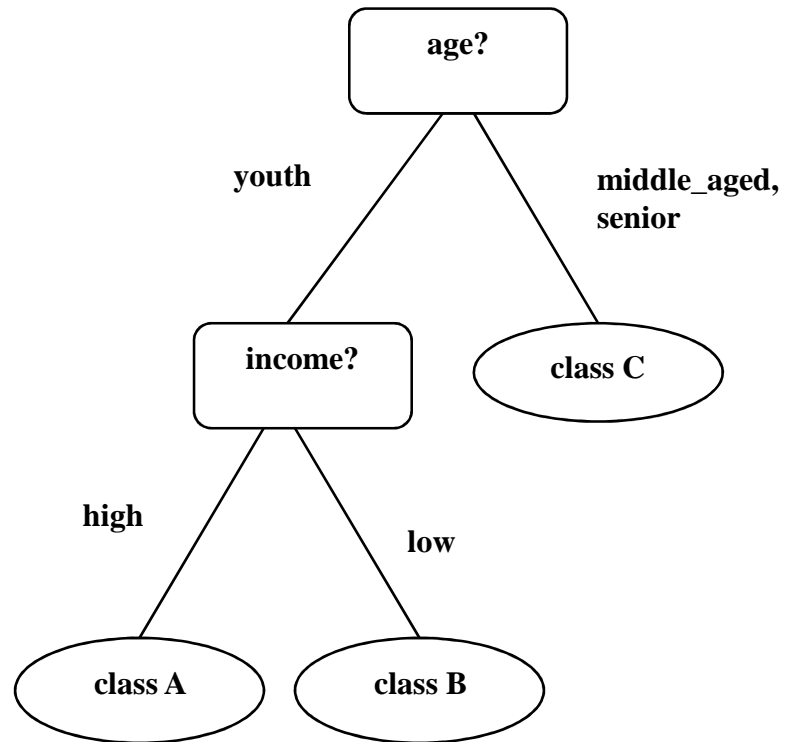 age?
youth
middle_aged,
senior
income?
class C
high
low
class A
class B